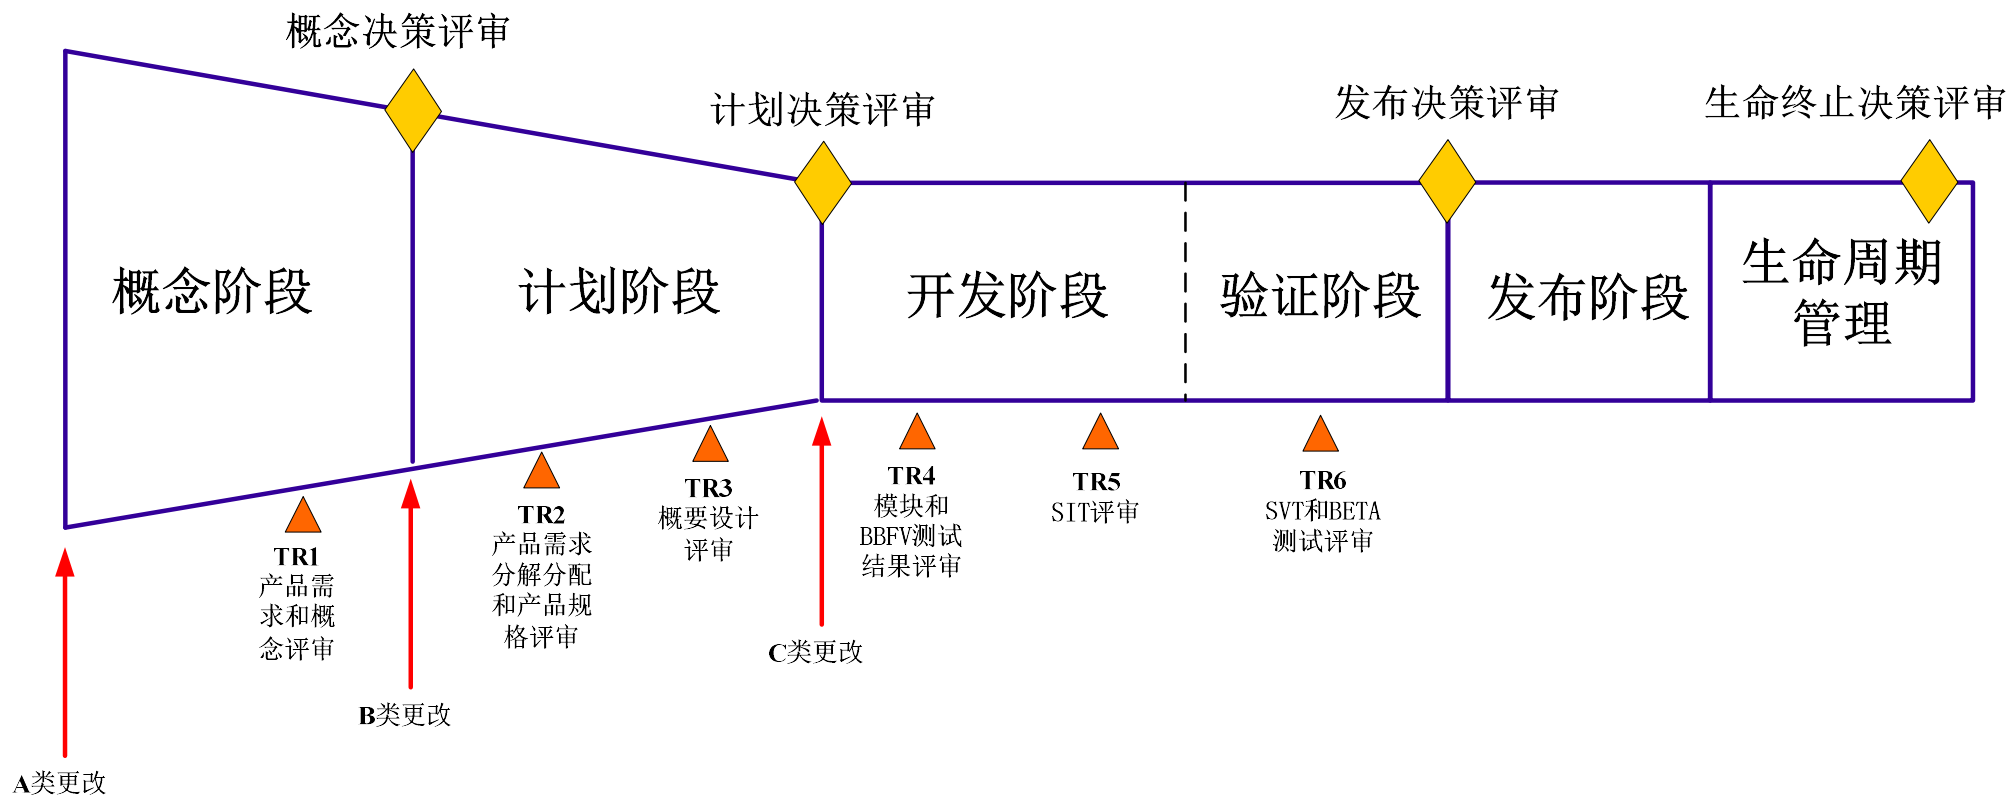 概念决策评审
计划决策评审
发布决策评审
生命终止决策评审
概念阶段
计划阶段
开发阶段
验证阶段
发布阶段
生命周期
管理
TR1
产品需
求和概
念评审
TR2
产品需求
分解分配
和产品规
格评审
TR3
概要设计
评审
TR4
模块和
BBFV测试
结果评审
TR5
SIT评审
TR6
SVT和BETA
测试评审
A类更改
B类更改
C类更改